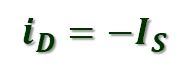 i_D = −I_S